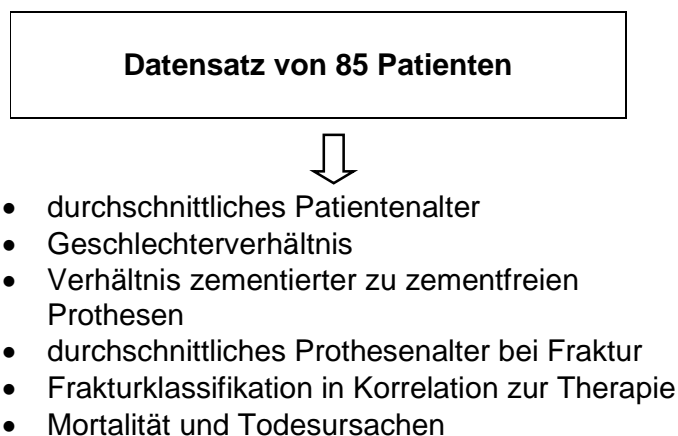 Datensatz von 85 Patienten
• durchschnittliches Patientenalter
• Geschlechterverhältnis
• Verhältnis zementierter zu zementfreien
Prothesen
• durchschnittliches Prothesenalter bei Fraktur
• Frakturklassifikation in Korrelation zur Therapie
• Mortalität und Todesursachen